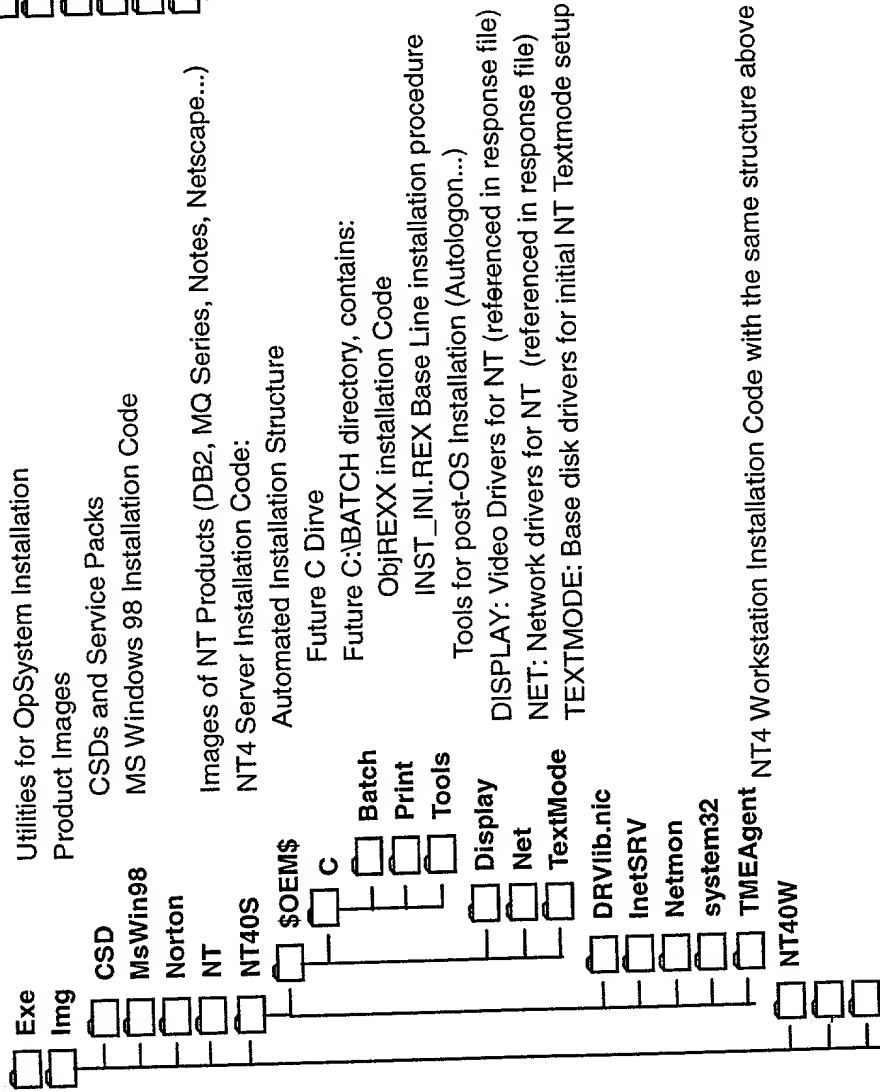 Exe Utilities for OpSystem Installation
Img Product Images
CSD CSDs and Service Packs
MsWin98 MS Windows 98 Installation Code
Norton
NT Images of NT Products (DB2, MQ Series, Notes, Netscape...)
NT40S NT4 Server Installation Code:
$OEM$ Automated Installation Structure
C Future C Dirve
Batch Future C:\BATCH directory, contains:
ObjREXX installation Code
Print INST_INI.REX Base Line installation procedure
Tools Tools for post-OS Installation (Autologon...)
Display DISPLAY: Video Drivers for NT (referenced in response file)
Net NET: Network drivers for NT (referenced in response file)
TextMode TEXTMODE: Base disk drivers for initial NT Textmode setup
DRVlib.nic
InetSRV
Netmon
system32
TMEAgent
NT40W NT4 Workstation Installation Code with the same structure above